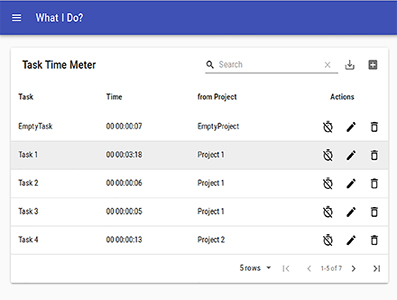 What I Do?
Task Time Meter Search
Task Time from Project Actions
EmptyTask 00 00:00:07 EmptyProject
Task 1 00 00:03:18 Project 1
Task 2 00 00:00:06 Project 1
Task 3 00 00:00:05 Project 1
Task 4 00 00:00:13 Project 2
5 rows 1-5 of 7